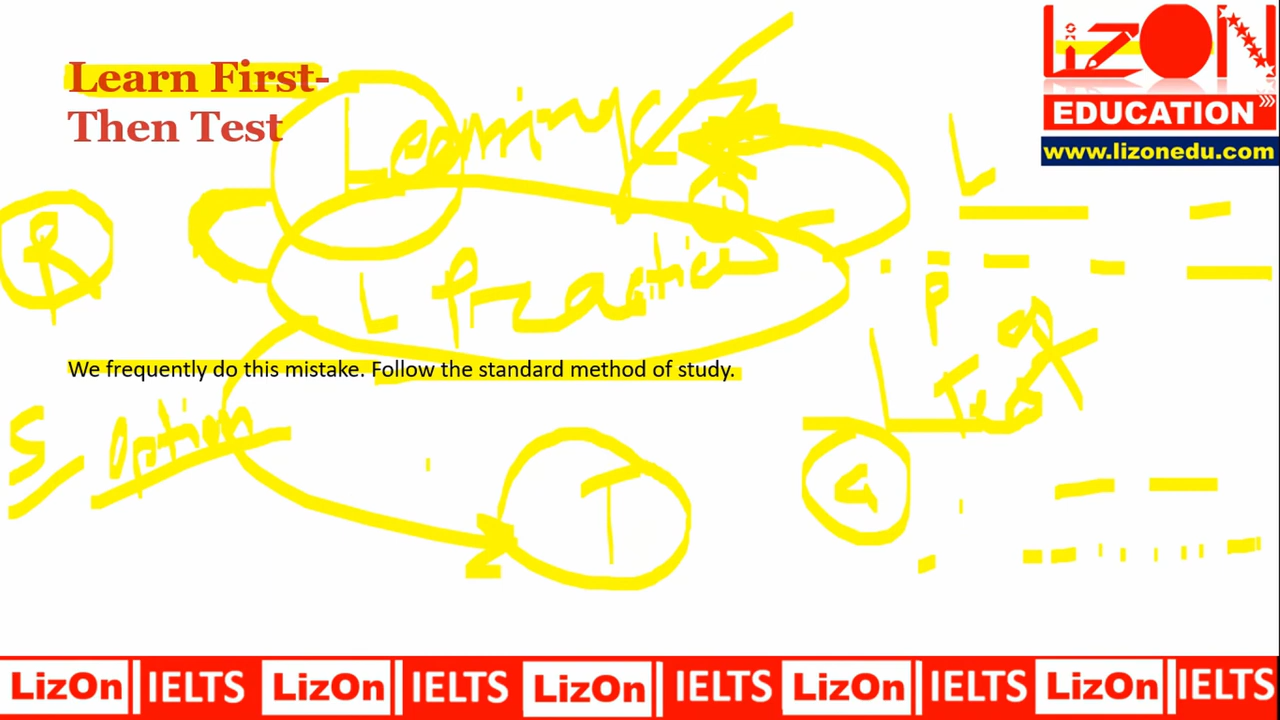 Learn First-
Then Test
LizON
EDUCATION
www.lizonedu.com
Learning
L
R
L Practice
P
We frequently do this mistake. Follow the standard method of study.
L Test
S
Option
T
G
LizOn IELTS LizOn IELTS LizOn IELTS LizOn IELTS LizOn IELTS